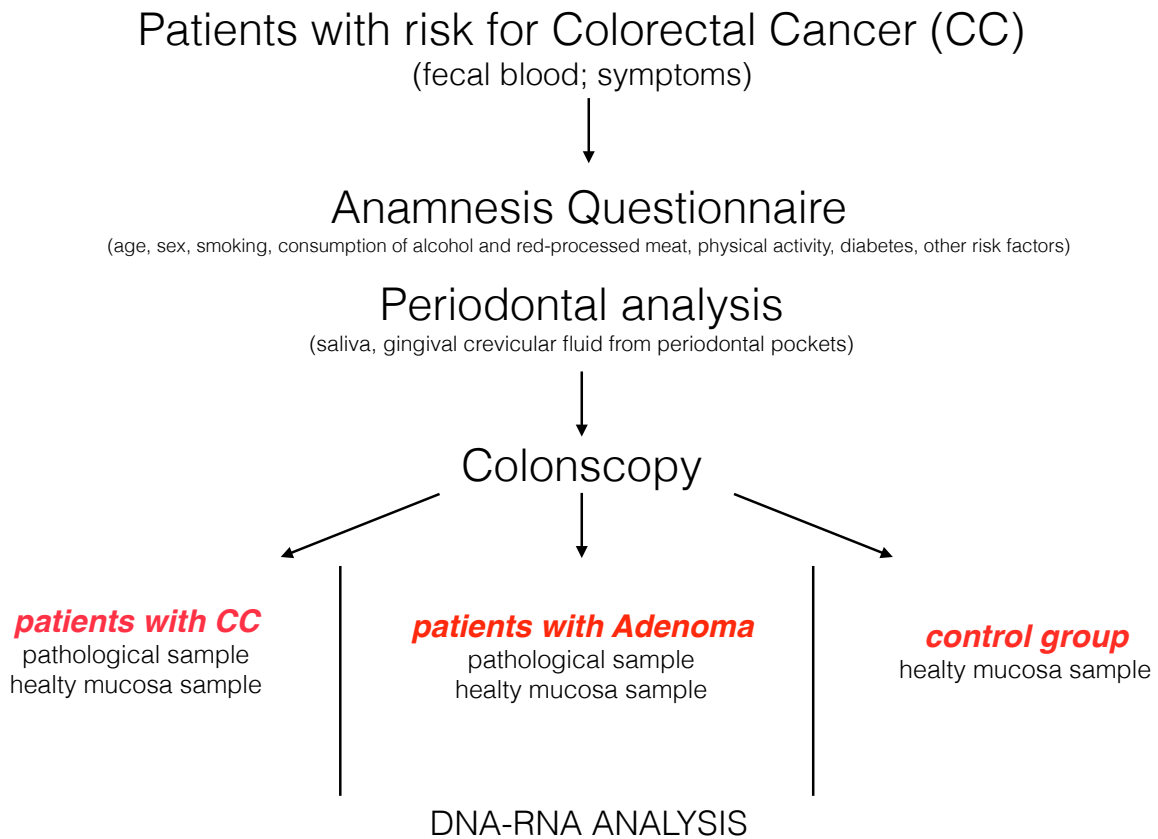 Patients with risk for Colorectal Cancer (CC)
(fecal blood; symptoms)
Anamnesis Questionnaire
(age, sex, smoking, consumption of alcohol and red-processed meat, physical activity, diabetes, other risk factors)
Periodontal analysis
(saliva, gingival crevicular fluid from periodontal pockets)
Colonscopy
patients with CC
pathological sample
healty mucosa sample
patients with Adenoma
pathological sample
healty mucosa sample
control group
healty mucosa sample
DNA-RNA ANALYSIS